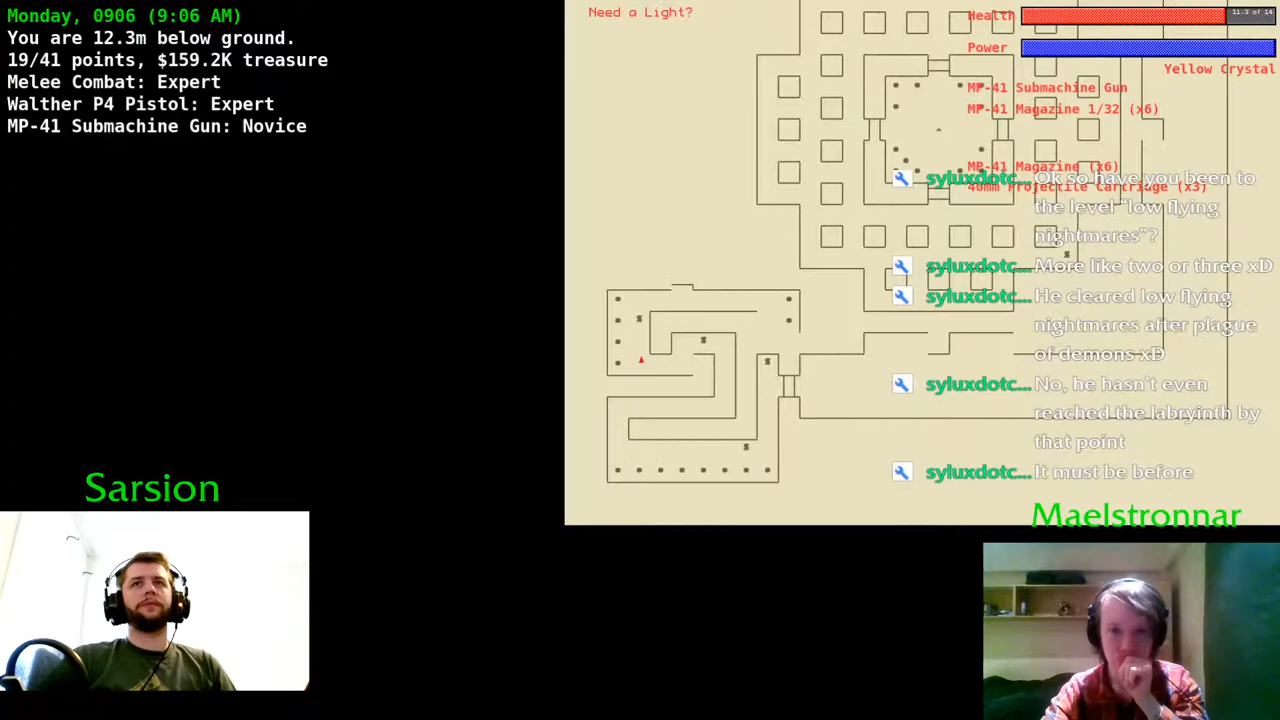 Monday, 0906 (9:06 AM)
You are 12.3m below ground.
19/41 points, $159.2K treasure
Melee Combat: Expert
Walther P4 Pistol: Expert
MP-41 Submachine Gun: Novice
Need a Light?
Health
11.3 of 14
Power
Yellow Crystal
MP-41 Submachine Gun
MP-41 Magazine 1/32 (x6)
MP-41 Magazine (x6)
40mm Projectile Cartridge (x3)
syluxdotc... Ok so have you been to
the level "low flying
nightmares"?
syluxdotc... More like two or three xD
syluxdotc... He cleared low flying
nightmares after plague
of demons xD
syluxdotc... No, he hasn't even
reached the labryinth by
that point
syluxdotc... It must be before
Sarsion
Maelstronnar